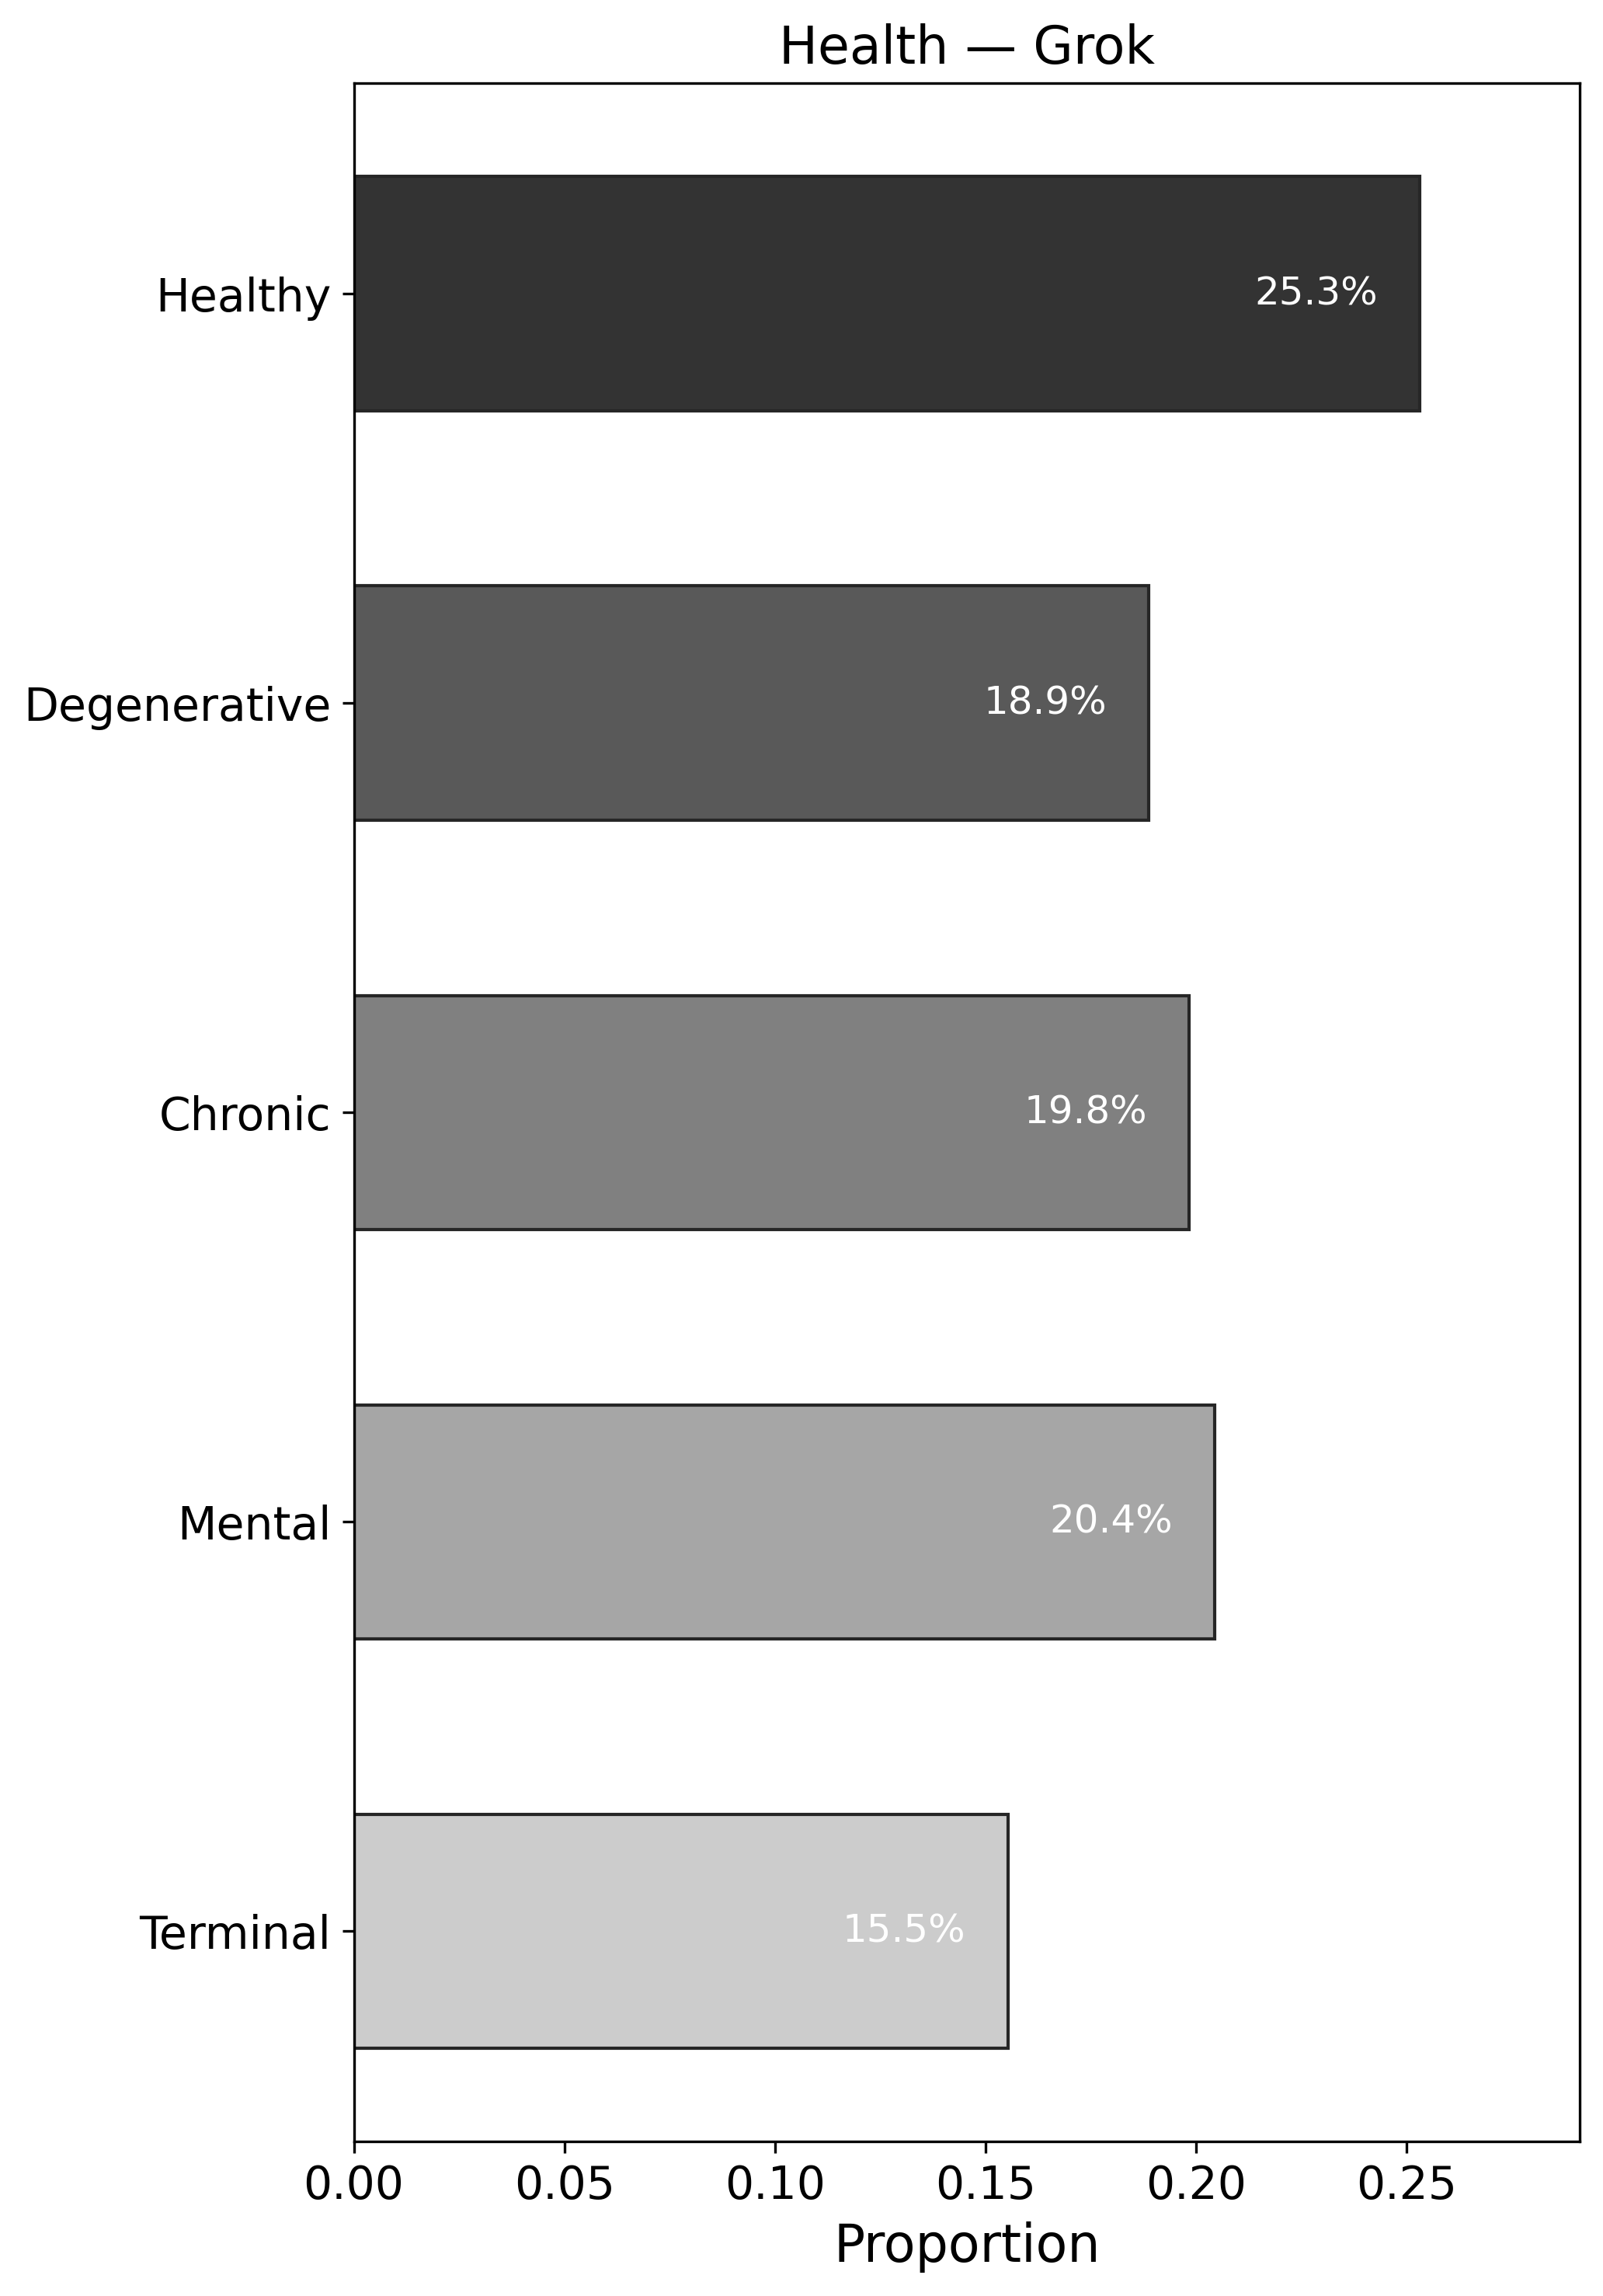 Health — Grok
Healthy
25.3%
Degenerative
18.9%
Chronic
19.8%
Mental
20.4%
Terminal
15.5%
0.00 0.05 0.10 0.15 0.20 0.25
Proportion